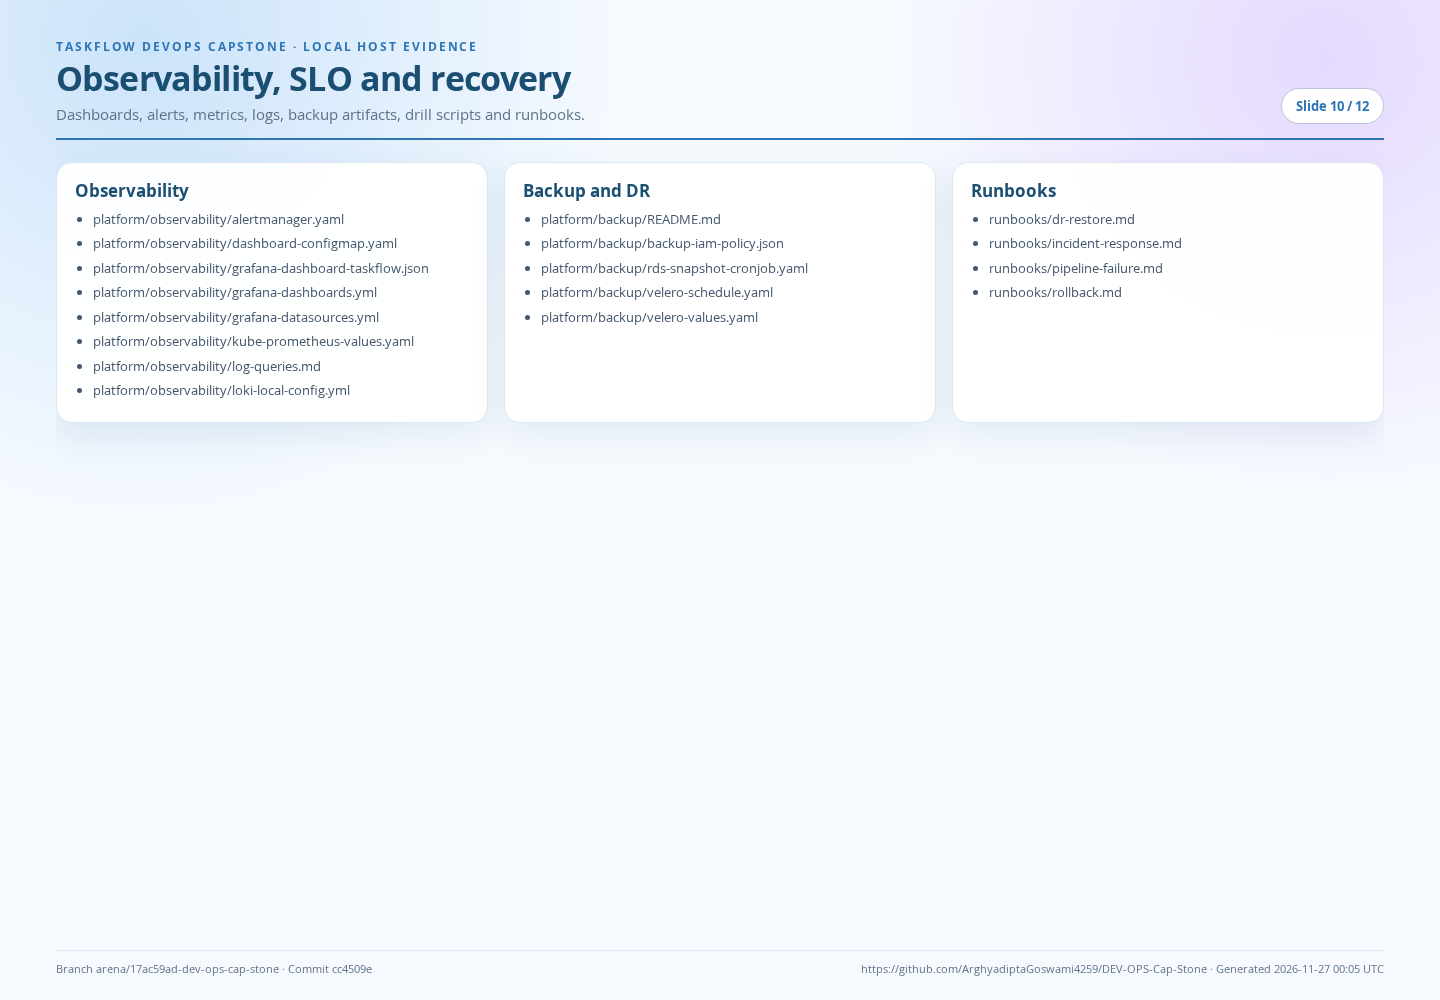 TASKFLOW DEVOPS CAPSTONE · LOCAL HOST EVIDENCE
Observability, SLO and recovery
Dashboards, alerts, metrics, logs, backup artifacts, drill scripts and runbooks.
Slide 10 / 12
Observability
• platform/observability/alertmanager.yaml
• platform/observability/dashboard-configmap.yaml
• platform/observability/grafana-dashboard-taskflow.json
• platform/observability/grafana-dashboards.yml
• platform/observability/grafana-datasources.yml
• platform/observability/kube-prometheus-values.yaml
• platform/observability/log-queries.md
• platform/observability/loki-local-config.yml
Backup and DR
• platform/backup/README.md
• platform/backup/backup-iam-policy.json
• platform/backup/rds-snapshot-cronjob.yaml
• platform/backup/velero-schedule.yaml
• platform/backup/velero-values.yaml
Runbooks
• runbooks/dr-restore.md
• runbooks/incident-response.md
• runbooks/pipeline-failure.md
• runbooks/rollback.md
Branch arena/17ac59ad-dev-ops-cap-stone · Commit cc4509e
https://github.com/ArghyadiptaGoswami4259/DEV-OPS-Cap-Stone · Generated 2026-11-27 00:05 UTC